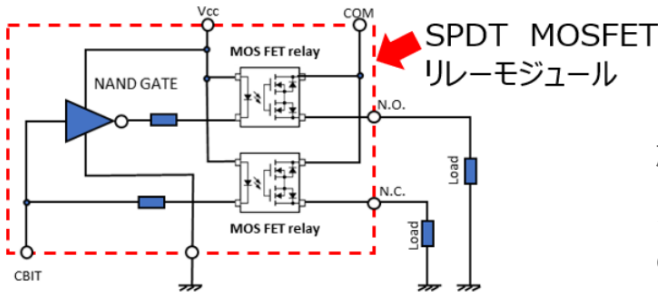 Vcc
COM
SPDT MOSFET
リレーモジュール
MOS FET relay
NAND GATE
N.O.
Load
N.C.
Load
MOS FET relay
CBIT